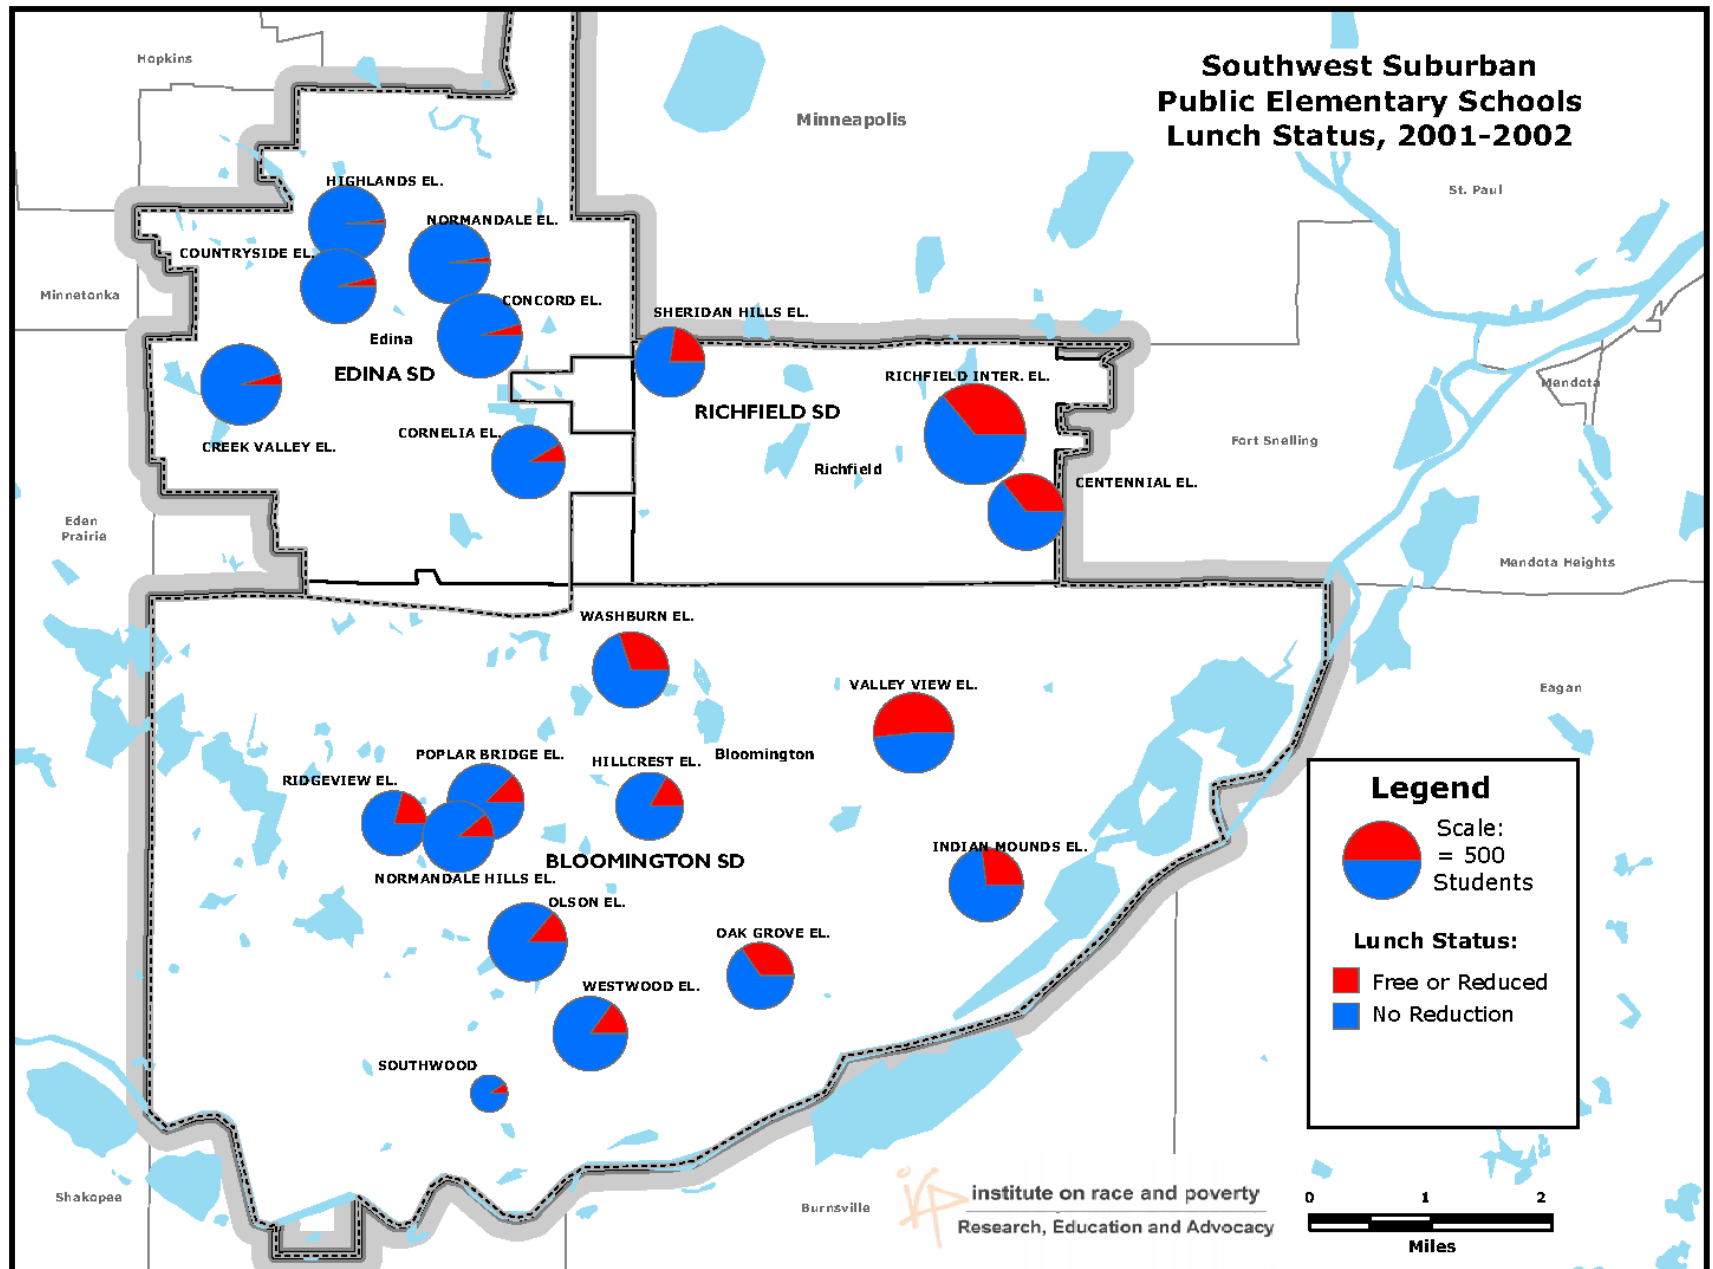 Southwest Suburban
Public Elementary Schools
Lunch Status, 2001-2002
Hopkins
Minneapolis
St. Paul
HIGHLANDS EL.
NORMANDALE EL.
COUNTRYSIDE EL.
Minnetonka
CONCORD EL.
SHERIDAN HILLS EL.
Edina
EDINA SD
RICHFIELD INTER. EL.
Mendota
RICHFIELD SD
CORNELIA EL.
CREEK VALLEY EL.
Fort Snelling
Richfield
CENTENNIAL EL.
Eden
Prairie
Mendota Heights
WASHBURN EL.
VALLEY VIEW EL.
Eagan
POPLAR BRIDGE EL.
HILLCREST EL.
Bloomington
RIDGEVIEW EL.
BLOOMINGTON SD
INDIAN MOUNDS EL.
NORMANDALE HILLS EL.
OLSON EL.
OAK GROVE EL.
WESTWOOD EL.
SOUTHWOOD
Legend
Scale:
= 500
Students
Lunch Status:
Free or Reduced
No Reduction
Shakopee
Burnsville
institute on race and poverty
Research, Education and Advocacy
0 1 2
Miles